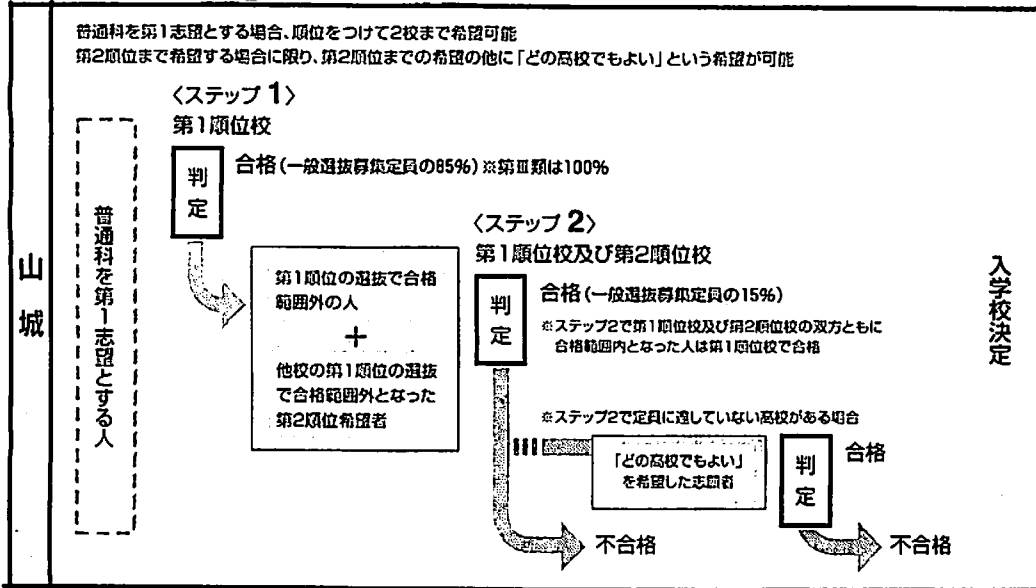 普通科を第1志望とする場合、順位をつけて2校まで希望可能
第2順位まで希望する場合に限り、第2順位までの希望の他に「どの高校でもよい」という希望が可能
山城
普通科を第1志望とする人
〈ステップ 1〉
第1順位校
判定
合格(一般選抜募集定員の85%)※第Ⅲ類は100%
第1順位の選抜で合格
範囲外の人
+
他校の第1順位の選抜
で合格範囲外となった
第2順位希望者
〈ステップ 2〉
第1順位校及び第2順位校
判定
合格(一般選抜募集定員の15%)
※ステップ2で第1順位校及び第2順位校の双方ともに
合格範囲内となった人は第1順位校で合格
※ステップ2で定員に達していない高校がある場合
「どの高校でもよい」
を希望した志願者
判定
合格
不合格
不合格
入学校決定